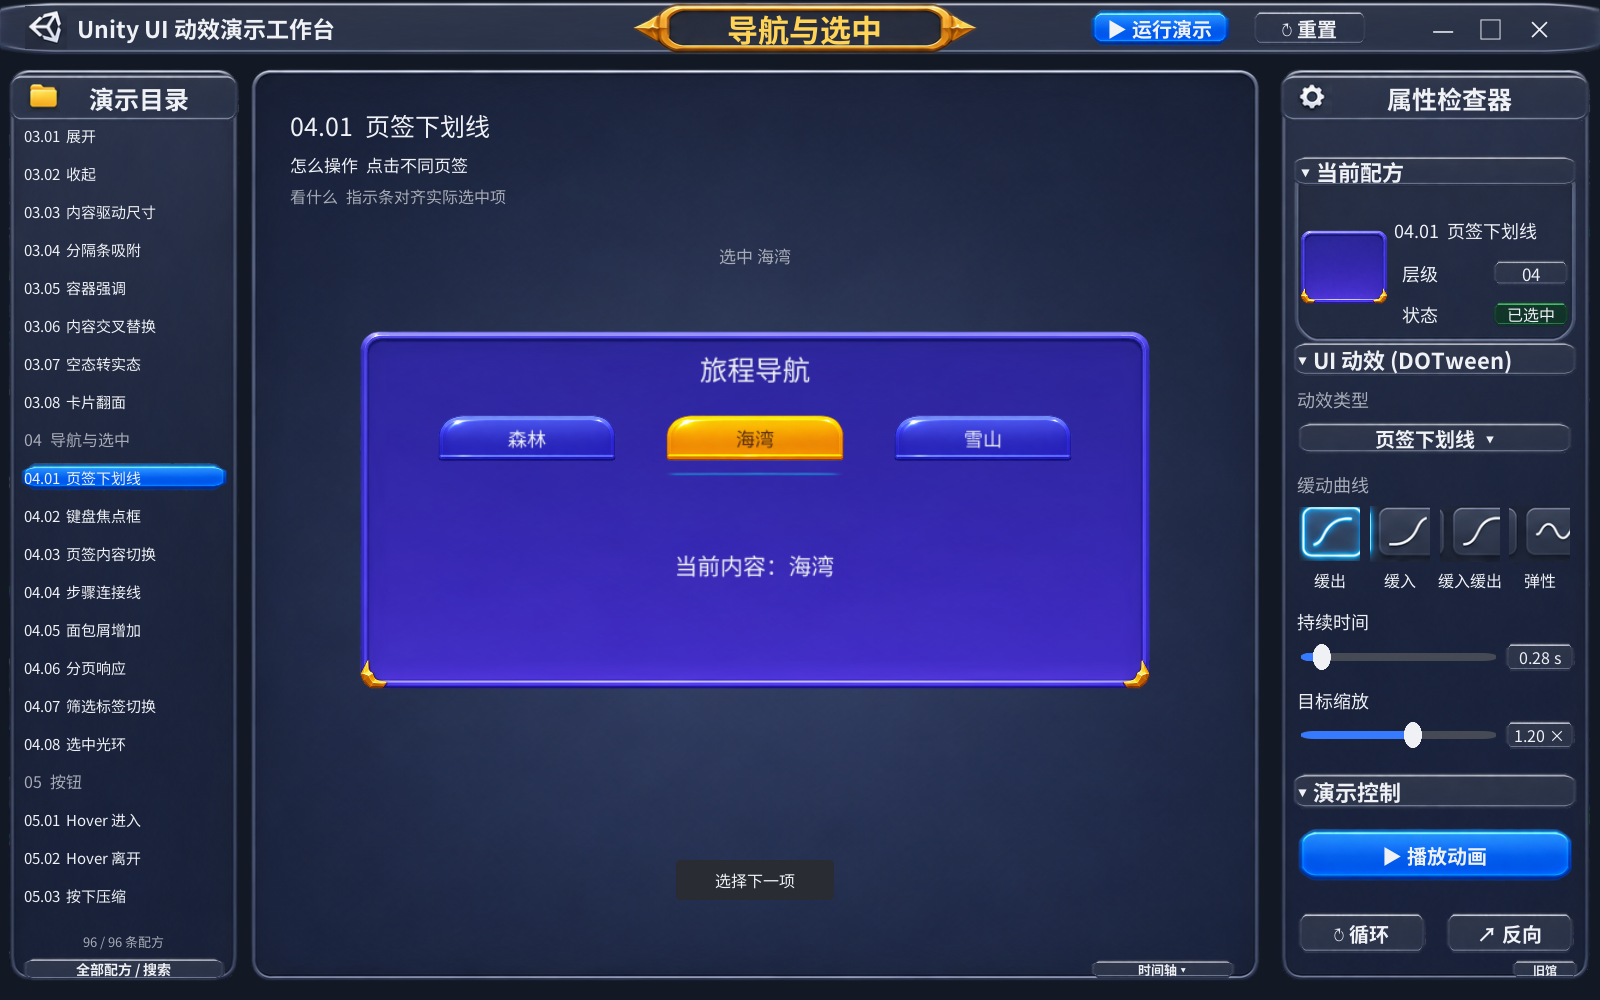 Unity UI 动效演示工作台
导航与选中
▶ 运行演示
重置
演示目录
03.01 展开
03.02 收起
03.03 内容驱动尺寸
03.04 分隔条吸附
03.05 容器强调
03.06 内容交叉替换
03.07 空态转实态
03.08 卡片翻面
04 导航与选中
04.01 页签下划线
04.02 键盘焦点框
04.03 页签内容切换
04.04 步骤连接线
04.05 面包屑增加
04.06 分页响应
04.07 筛选标签切换
04.08 选中光环
05 按钮
05.01 Hover 进入
05.02 Hover 离开
05.03 按下压缩
96 / 96 条配方
全部配方 / 搜索
04.01 页签下划线
怎么操作 点击不同页签
看什么 指示条对齐实际选中项
选中 海湾
旅程导航
森林
海湾
雪山
当前内容：海湾
选择下一项
时间轴 ▾
属性检查器
▾ 当前配方
04.01 页签下划线
层级 04
状态 已选中
▾ UI 动效 (DOTween)
动效类型
页签下划线 ▾
缓动曲线
缓出 缓入 缓入缓出 弹性
持续时间
0.28 s
目标缩放
1.20 ×
▾ 演示控制
▶ 播放动画
循环
↗ 反向
旧馆